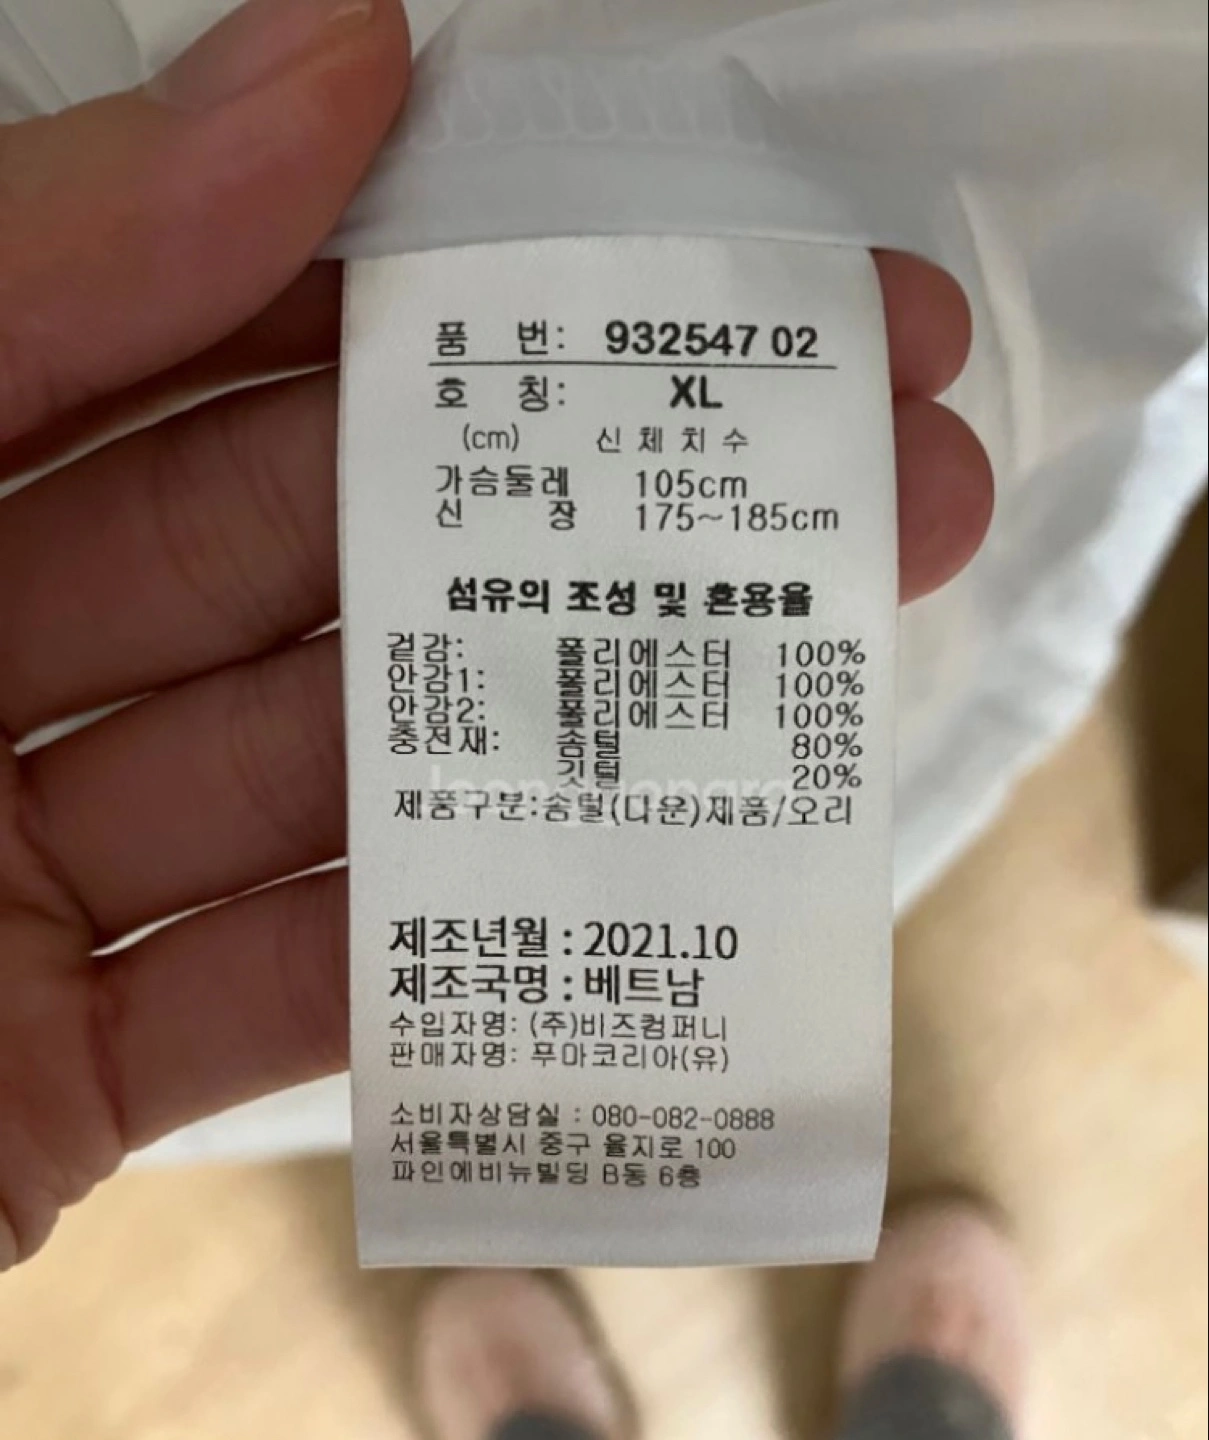 품 번: 932547 02
호 칭: XL
(cm) 신 체 치 수
가슴둘레 105cm
신 장 175~185cm
섬유의 조성 및 혼용율
겉감: 폴리에스터 100%
안감1: 폴리에스터 100%
안감2: 폴리에스터 100%
충전재: 솜털 80%
깃털 20%
제품구분:솜털(다운)제품/오리
제조년월 : 2021.10
제조국명 : 베트남
수입자명: (주)비즈컴퍼니
판매자명: 푸마코리아(유)
소비자상담실 : 080-082-0888
서울특별시 중구 을지로 100
파인에비뉴빌딩 B동 6층